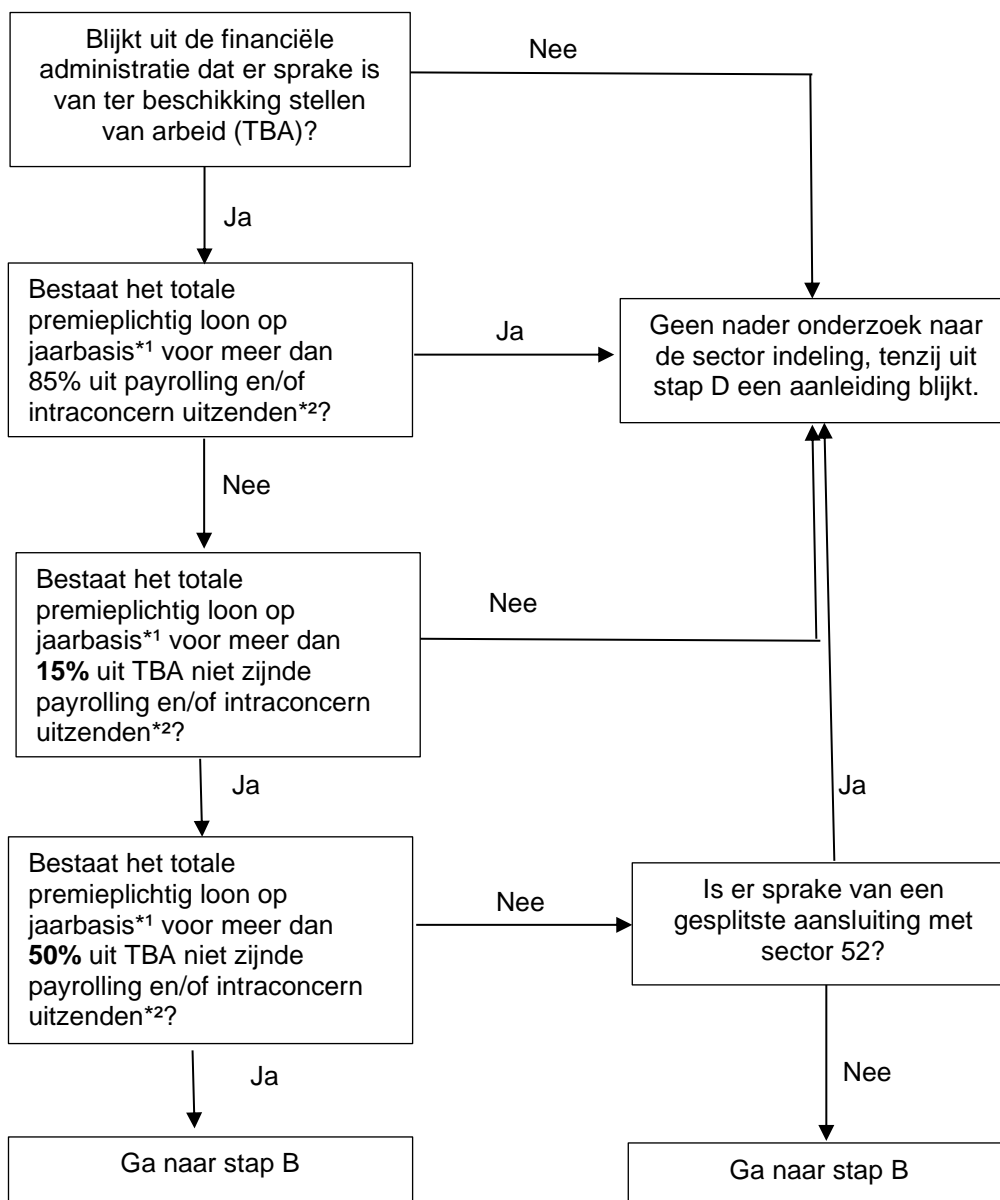 Blijkt uit de financiële
administratie dat er sprake is
van ter beschikking stellen
van arbeid (TBA)?
Nee
Ja
Bestaat het totale
premieplichtig loon op
jaarbasis*¹ voor meer dan
85% uit payrolling en/of
intraconcern uitzenden*²?
Ja
Geen nader onderzoek naar
de sector indeling, tenzij uit
stap D een aanleiding blijkt.
Nee
Bestaat het totale
premieplichtig loon op
jaarbasis*¹ voor meer dan
15% uit TBA niet zijnde
payrolling en/of intraconcern
uitzenden*²?
Nee
Ja
Ja
Bestaat het totale
premieplichtig loon op
jaarbasis*¹ voor meer dan
50% uit TBA niet zijnde
payrolling en/of intraconcern
uitzenden*²?
Nee
Is er sprake van een
gesplitste aansluiting met
sector 52?
Ja
Nee
Ga naar stap B
Ga naar stap B